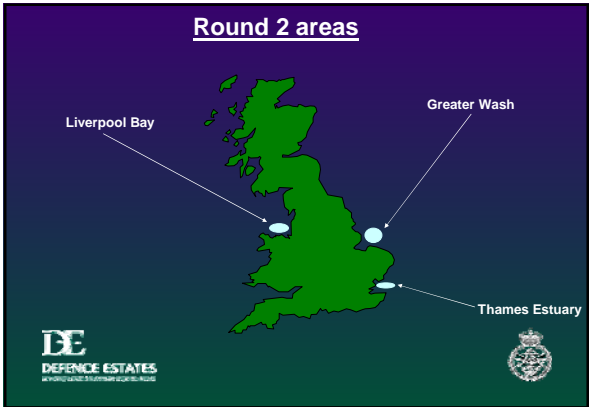 Round 2 areas
Greater Wash
Liverpool Bay
Thames Estuary
DE
DEFENCE ESTATES